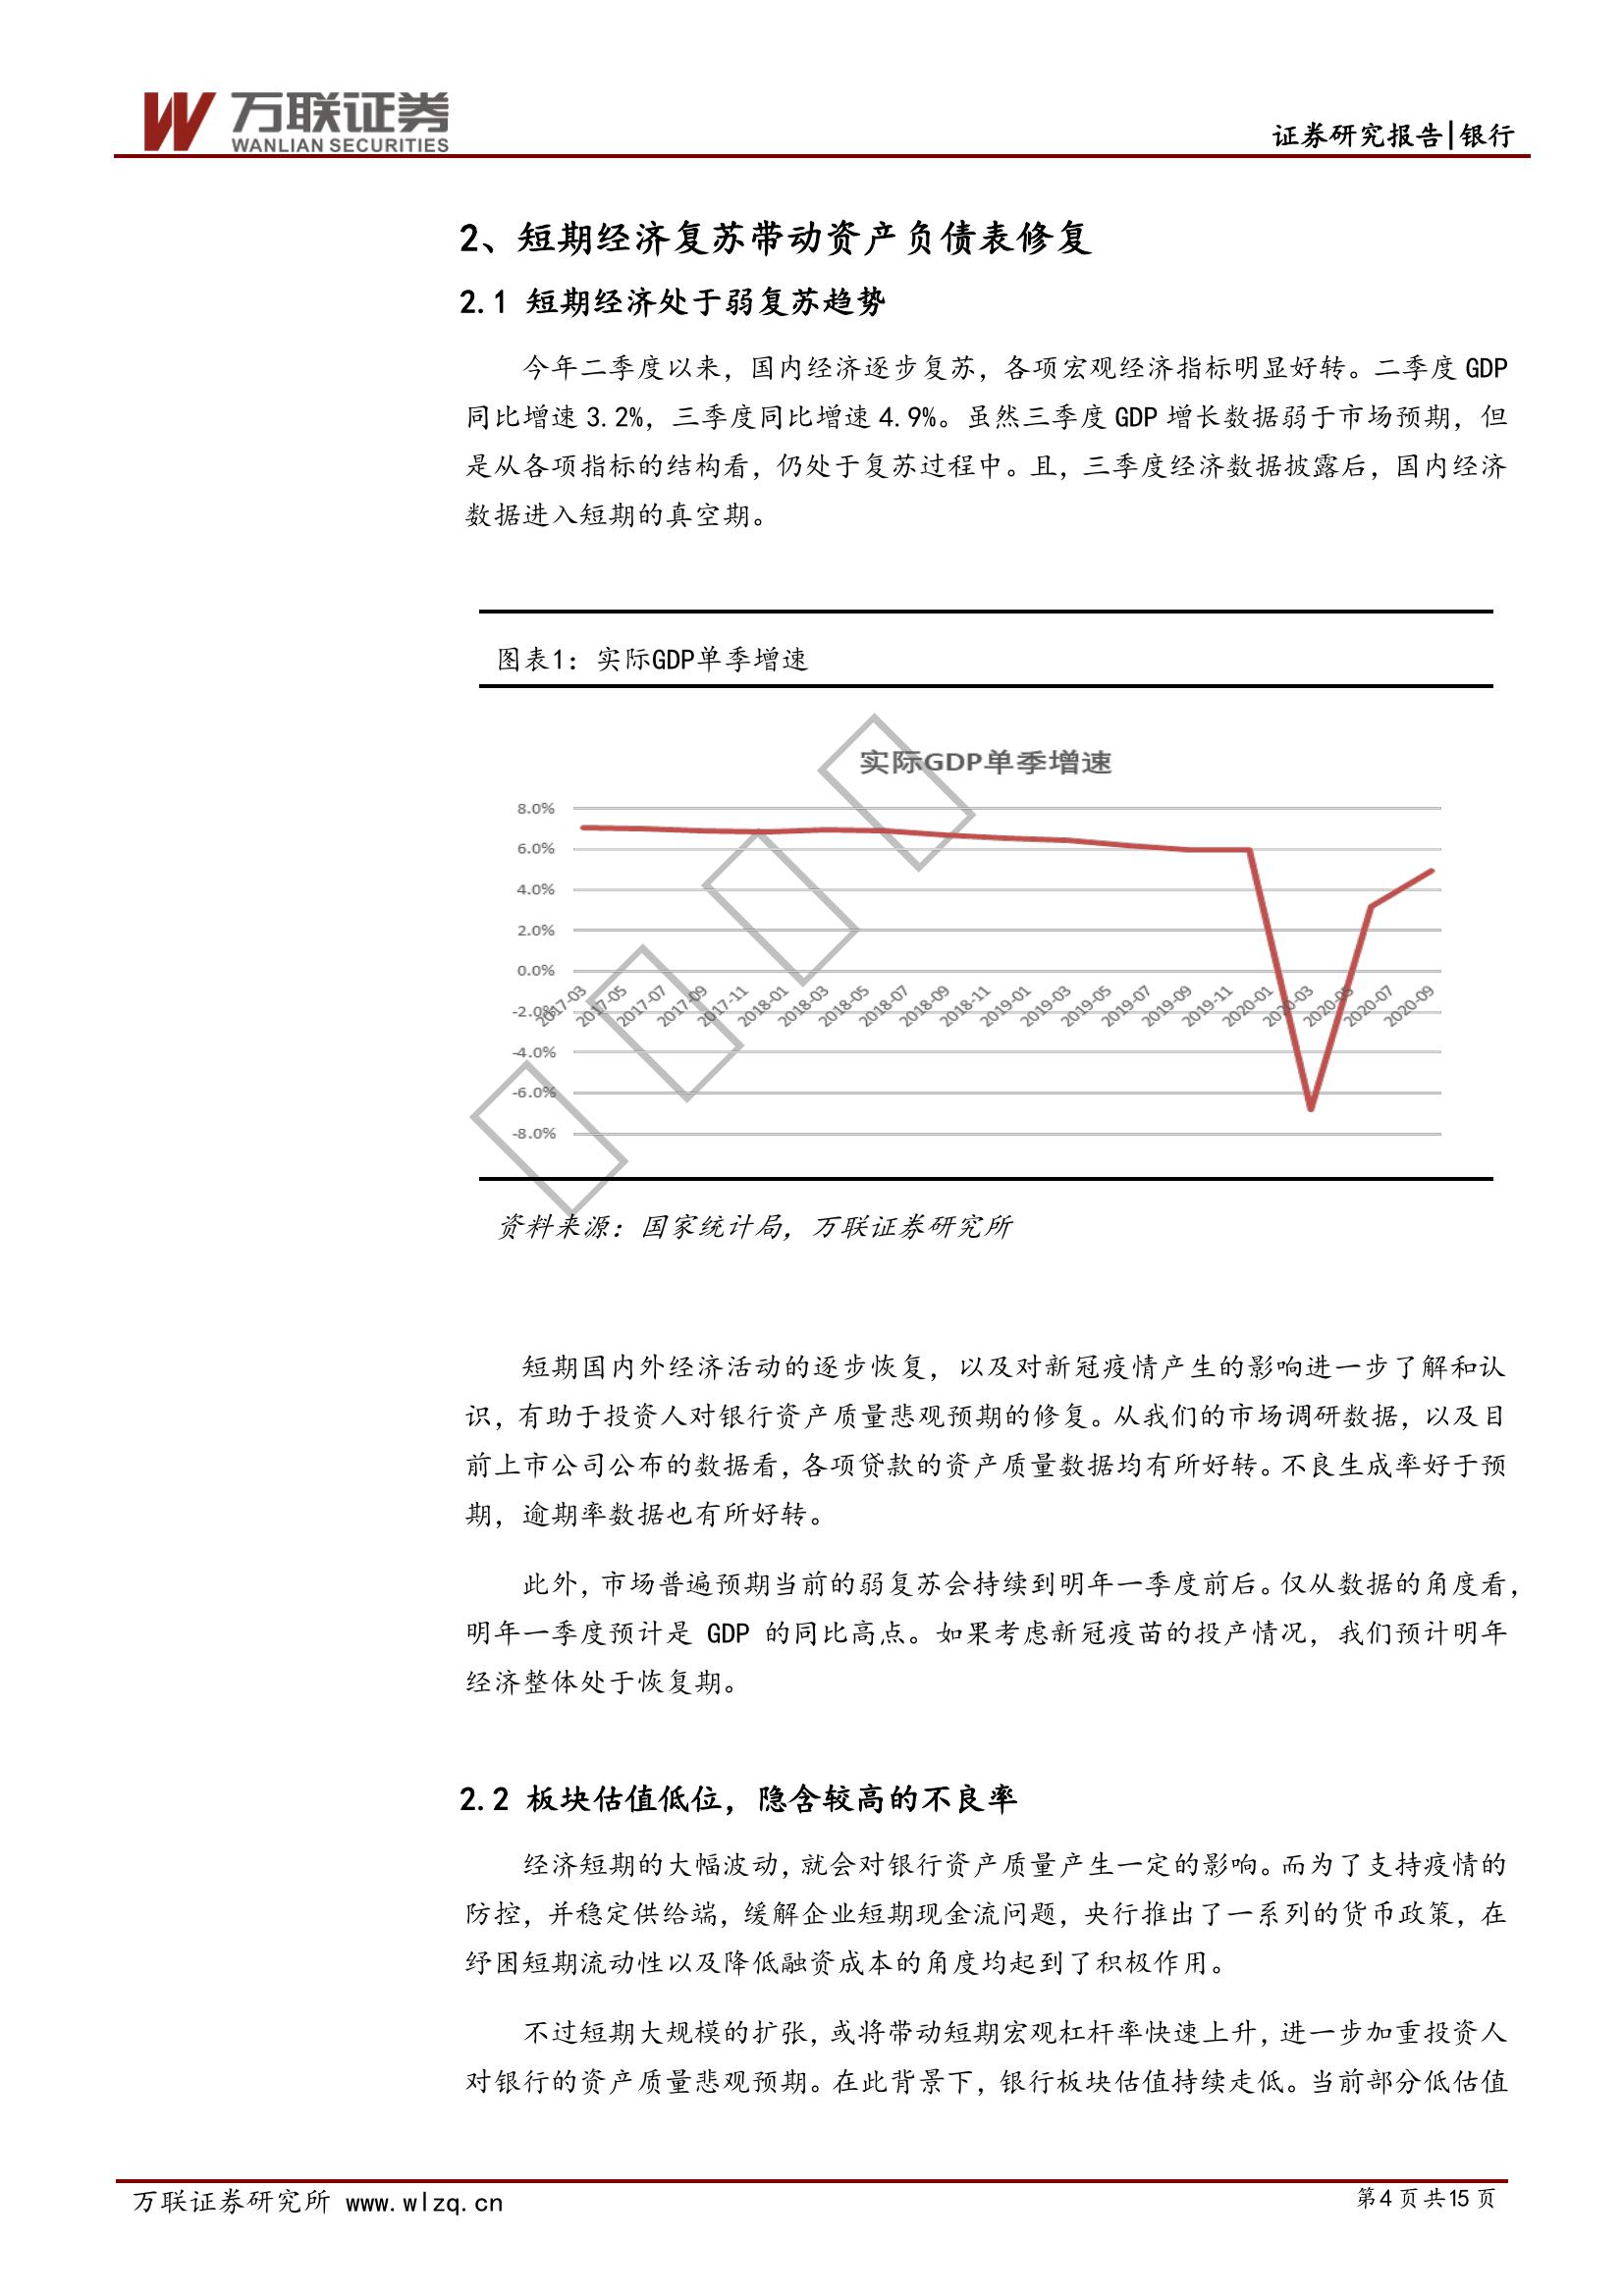 万联证券
WANLIAN SECURITIES
证券研究报告|银行
2、短期经济复苏带动资产负债表修复
2.1 短期经济处于弱复苏趋势
今年二季度以来，国内经济逐步复苏，各项宏观经济指标明显好转。二季度 GDP
同比增速 3.2%，三季度同比增速 4.9%。虽然三季度 GDP 增长数据弱于市场预期，但
是从各项指标的结构看，仍处于复苏过程中。且，三季度经济数据披露后，国内经济
数据进入短期的真空期。
图表1：实际GDP单季增速
实际GDP单季增速
8.0%
6.0%
4.0%
2.0%
0.0%
-2.0%
-4.0%
-6.0%
-8.0%
2017-03
2017-05
2017-07
2017-09
2017-11
2018-01
2018-03
2018-05
2018-07
2018-09
2018-11
2019-01
2019-03
2019-05
2019-07
2019-09
2019-11
2020-01
2020-03
2020-05
2020-07
2020-09
资料来源：国家统计局，万联证券研究所
短期国内外经济活动的逐步恢复，以及对新冠疫情产生的影响进一步了解和认
识，有助于投资人对银行资产质量悲观预期的修复。从我们的市场调研数据，以及目
前上市公司公布的数据看，各项贷款的资产质量数据均有所好转。不良生成率好于预
期，逾期率数据也有所好转。
此外，市场普遍预期当前的弱复苏会持续到明年一季度前后。仅从数据的角度看，
明年一季度预计是 GDP 的同比高点。如果考虑新冠疫苗的投产情况，我们预计明年
经济整体处于恢复期。
2.2 板块估值低位，隐含较高的不良率
经济短期的大幅波动，就会对银行资产质量产生一定的影响。而为了支持疫情的
防控，并稳定供给端，缓解企业短期现金流问题，央行推出了一系列的货币政策，在
纾困短期流动性以及降低融资成本的角度均起到了积极作用。
不过短期大规模的扩张，或将带动短期宏观杠杆率快速上升，进一步加重投资人
对银行的资产质量悲观预期。在此背景下，银行板块估值持续走低。当前部分低估值
万联证券研究所 www.wlzq.cn
第4页共15页